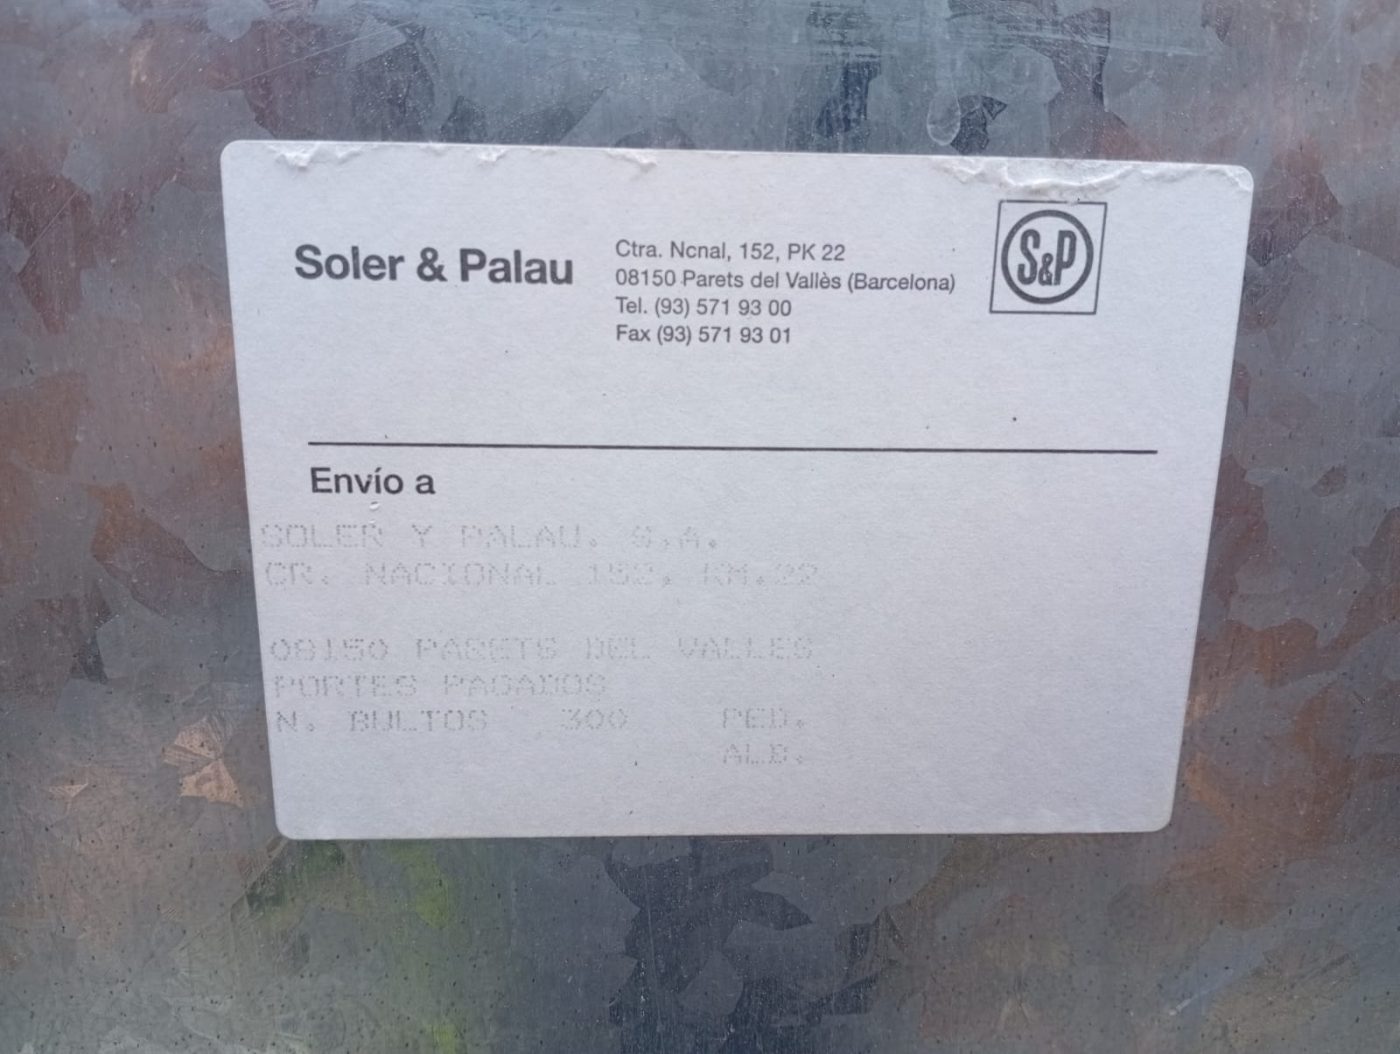 Soler & Palau
Ctra. Ncnal, 152, PK 22
08150 Parets del Vallès (Barcelona)
Tel. (93) 571 93 00
Fax (93) 571 93 01
S&P
Envío a
SOLER Y PALAU. S.A.
CR. NACIONAL 152, KM.22
08150 PARETS DEL VALLES
PORTES PAGADOS
N. BULTOS 300 PED.
ALB.